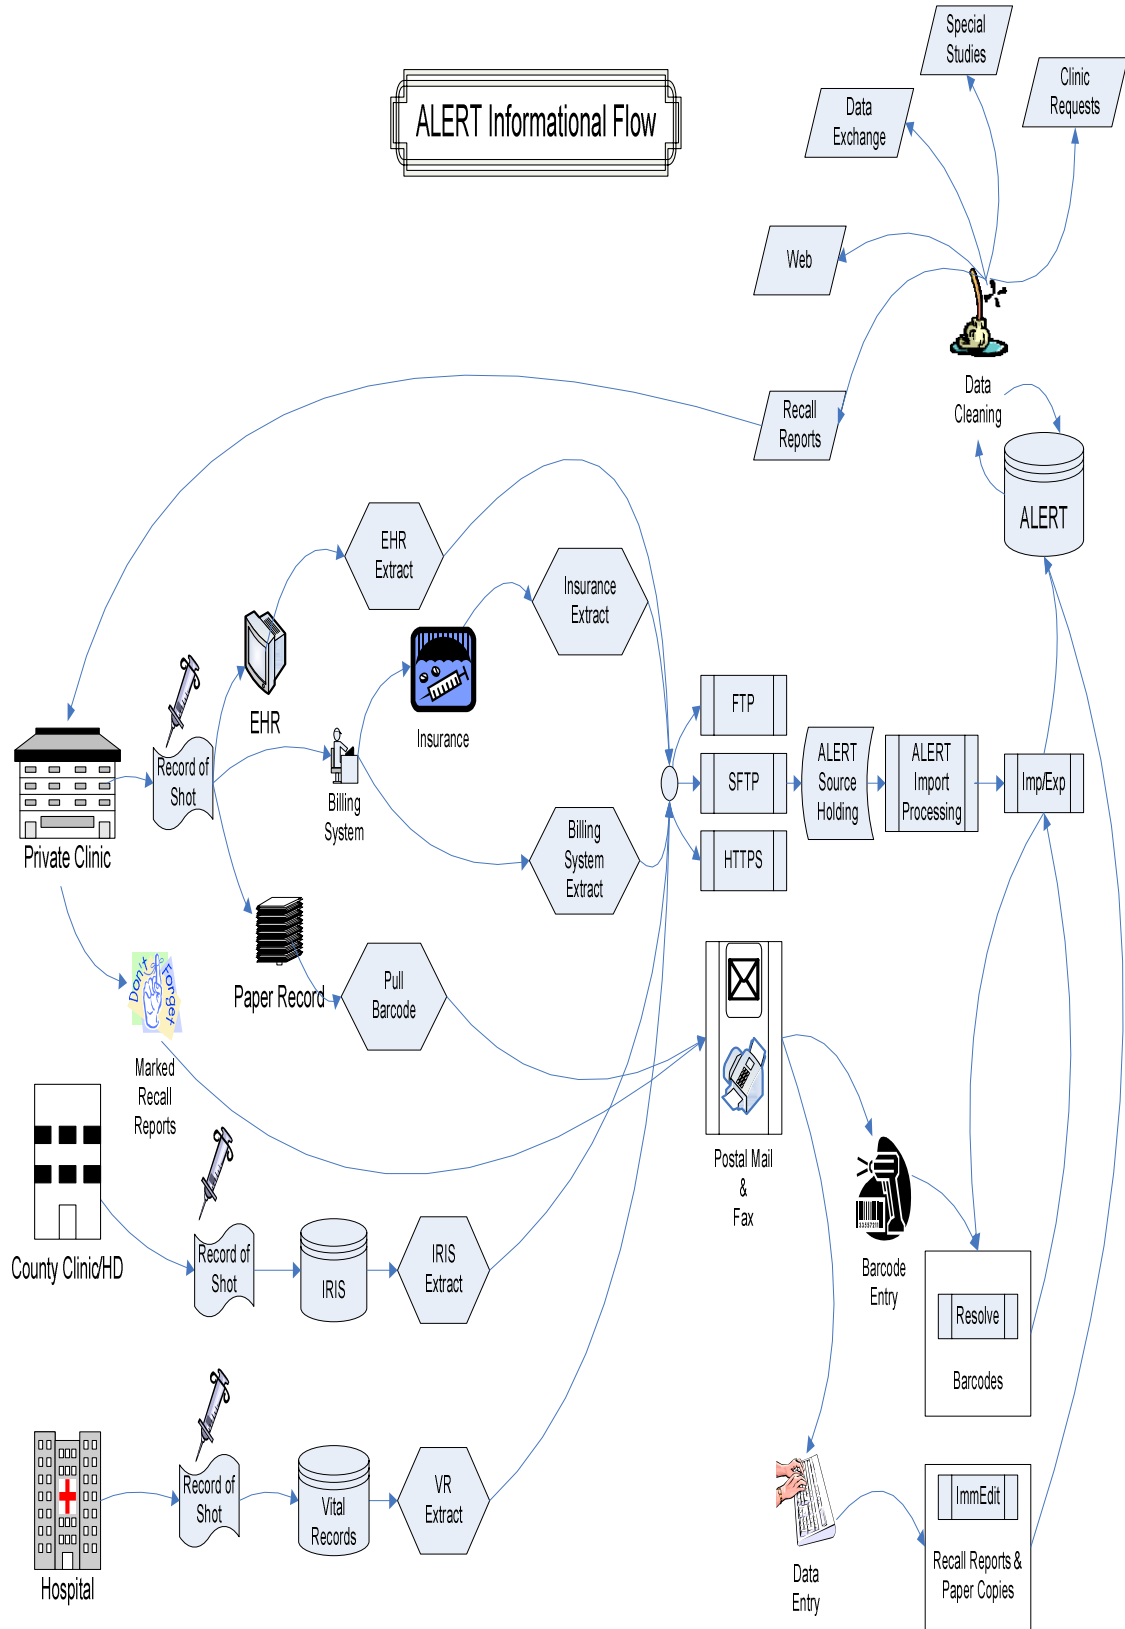 ALERT Informational Flow
Special
Studies
Clinic
Requests
Data
Exchange
Web
Data
Cleaning
Recall
Reports
ALERT
EHR
Extract
Insurance
Extract
EHR
Insurance
Record of
Shot
Billing
System
Private Clinic
FTP
SFTP
HTTPS
ALERT
Source
Holding
ALERT
Import
Processing
Imp/Exp
Billing
System
Extract
Paper Record
Pull
Barcode
Don't
Forget
Marked
Recall
Reports
Postal Mail
&
Fax
County Clinic/HD
Record of
Shot
IRIS
IRIS
Extract
Barcode
Entry
Resolve
Barcodes
Hospital
Record of
Shot
Vital
Records
VR
Extract
Data
Entry
ImmEdit
Recall Reports &
Paper Copies